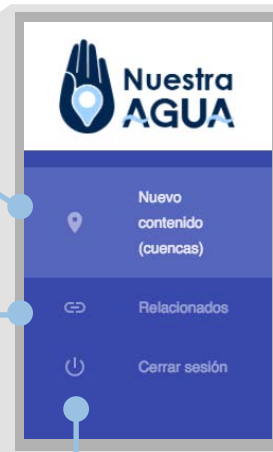 Nuestra
AGUA
Nuevo
contenido
(cuencas)
Relacionados
Cerrar sesión